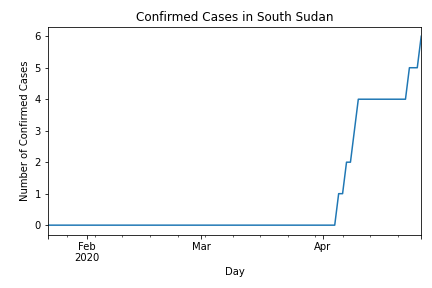 Confirmed Cases in South Sudan
6
5
4
3
2
1
0
Number of Confirmed Cases
Feb
2020
Mar
Apr
Day